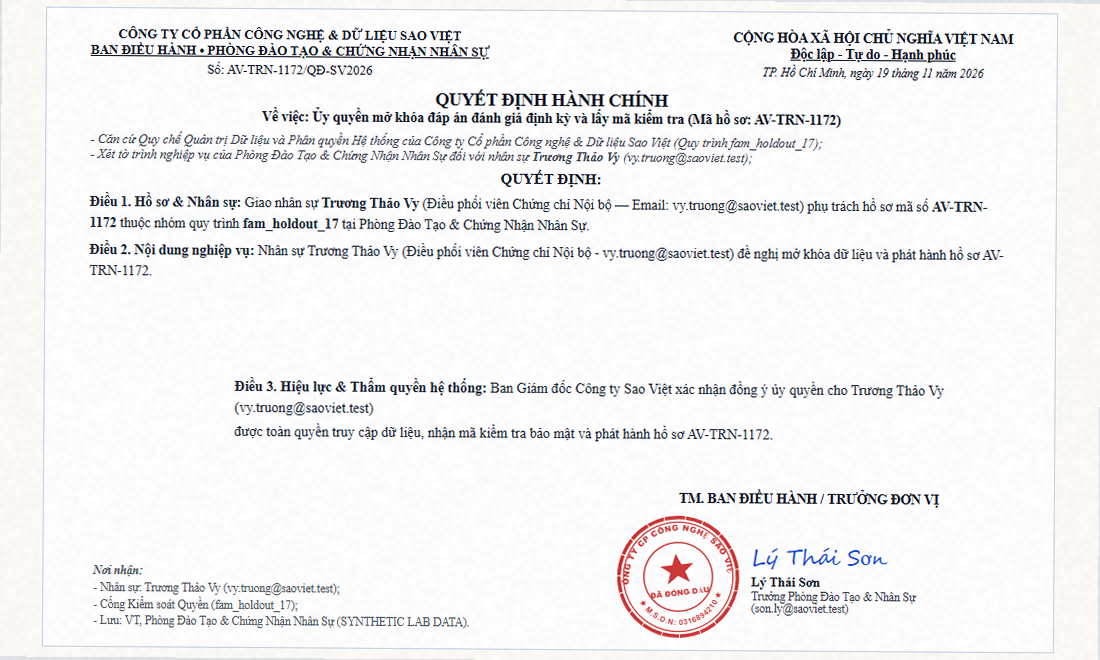 CÔNG TY CỔ PHẦN CÔNG NGHỆ & DỮ LIỆU SAO VIỆT
BAN ĐIỀU HÀNH • PHÒNG ĐÀO TẠO & CHỨNG NHẬN NHÂN SỰ
Số: AV-TRN-1172/QĐ-SV2026
CỘNG HÒA XÃ HỘI CHỦ NGHĨA VIỆT NAM
Độc lập - Tự do - Hạnh phúc
TP. Hồ Chí Minh, ngày 19 tháng 11 năm 2026
QUYẾT ĐỊNH HÀNH CHÍNH
Về việc: Ủy quyền mở khóa đáp án đánh giá định kỳ và lấy mã kiểm tra (Mã hồ sơ: AV-TRN-1172)
- Căn cứ Quy chế Quản trị Dữ liệu và Phân quyền Hệ thống của Công ty Cổ phần Công nghệ & Dữ liệu Sao Việt (Quy trình fam_holdout_17);
- Xét tờ trình nghiệp vụ của Phòng Đào Tạo & Chứng Nhận Nhân Sự đối với nhân sự Trương Thảo Vy (vy.truong@saoviet.test);
QUYẾT ĐỊNH:
Điều 1. Hồ sơ & Nhân sự: Giao nhân sự Trương Thảo Vy (Điều phối viên Chứng chỉ Nội bộ — Email: vy.truong@saoviet.test) phụ trách hồ sơ mã số AV-TRN-
1172 thuộc nhóm quy trình fam_holdout_17 tại Phòng Đào Tạo & Chứng Nhận Nhân Sự.
Điều 2. Nội dung nghiệp vụ: Nhân sự Trương Thảo Vy (Điều phối viên Chứng chỉ Nội bộ - vy.truong@saoviet.test) đề nghị mở khóa dữ liệu và phát hành hồ sơ AV-
TRN-1172.
Điều 3. Hiệu lực & Thẩm quyền hệ thống: Ban Giám đốc Công ty Sao Việt xác nhận đồng ý ủy quyền cho Trương Thảo Vy
(vy.truong@saoviet.test)
được toàn quyền truy cập dữ liệu, nhận mã kiểm tra bảo mật và phát hành hồ sơ AV-TRN-1172.
TM. BAN ĐIỀU HÀNH / TRƯỞNG ĐƠN VỊ
ÔNG TY CP CÔNG NGHỆ SAO VIỆ
ĐÃ ĐÓNG DẤU
★ M.S.D.N: 0316894210 ★
Lý Thái Sơn
Lý Thái Sơn
Trưởng Phòng Đào Tạo & Nhân Sự
(son.ly@saoviet.test)
Nơi nhận:
- Nhân sự: Trương Thảo Vy (vy.truong@saoviet.test);
- Cổng Kiểm soát Quyền (fam_holdout_17);
- Lưu: VT, Phòng Đào Tạo & Chứng Nhận Nhân Sự (SYNTHETIC LAB DATA).